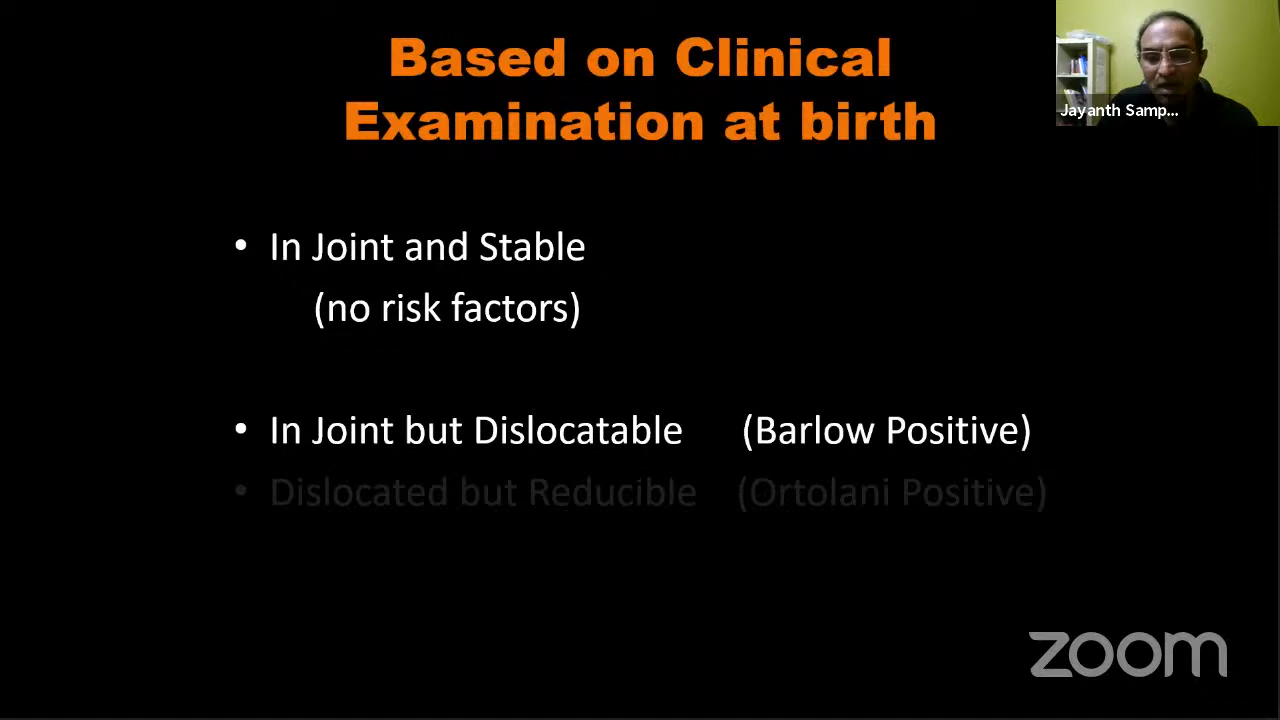 Based on Clinical
Examination at birth
Jayanth Samp...
• In Joint and Stable
(no risk factors)
• In Joint but Dislocatable (Barlow Positive)
• Dislocated but Reducible (Ortolani Positive)
zoom